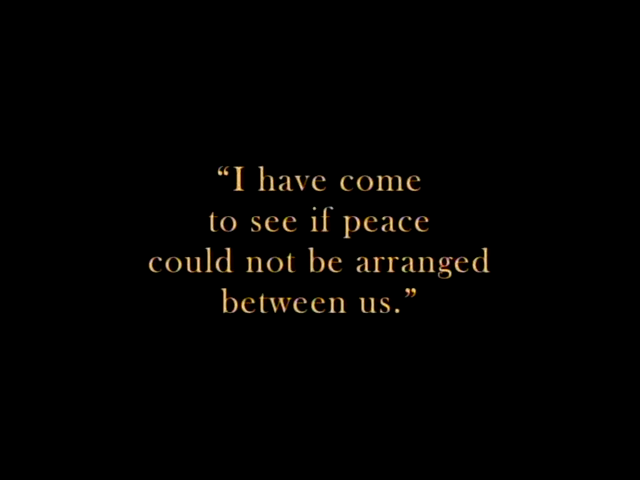 “I have come
to see if peace
could not be arranged
between us.”